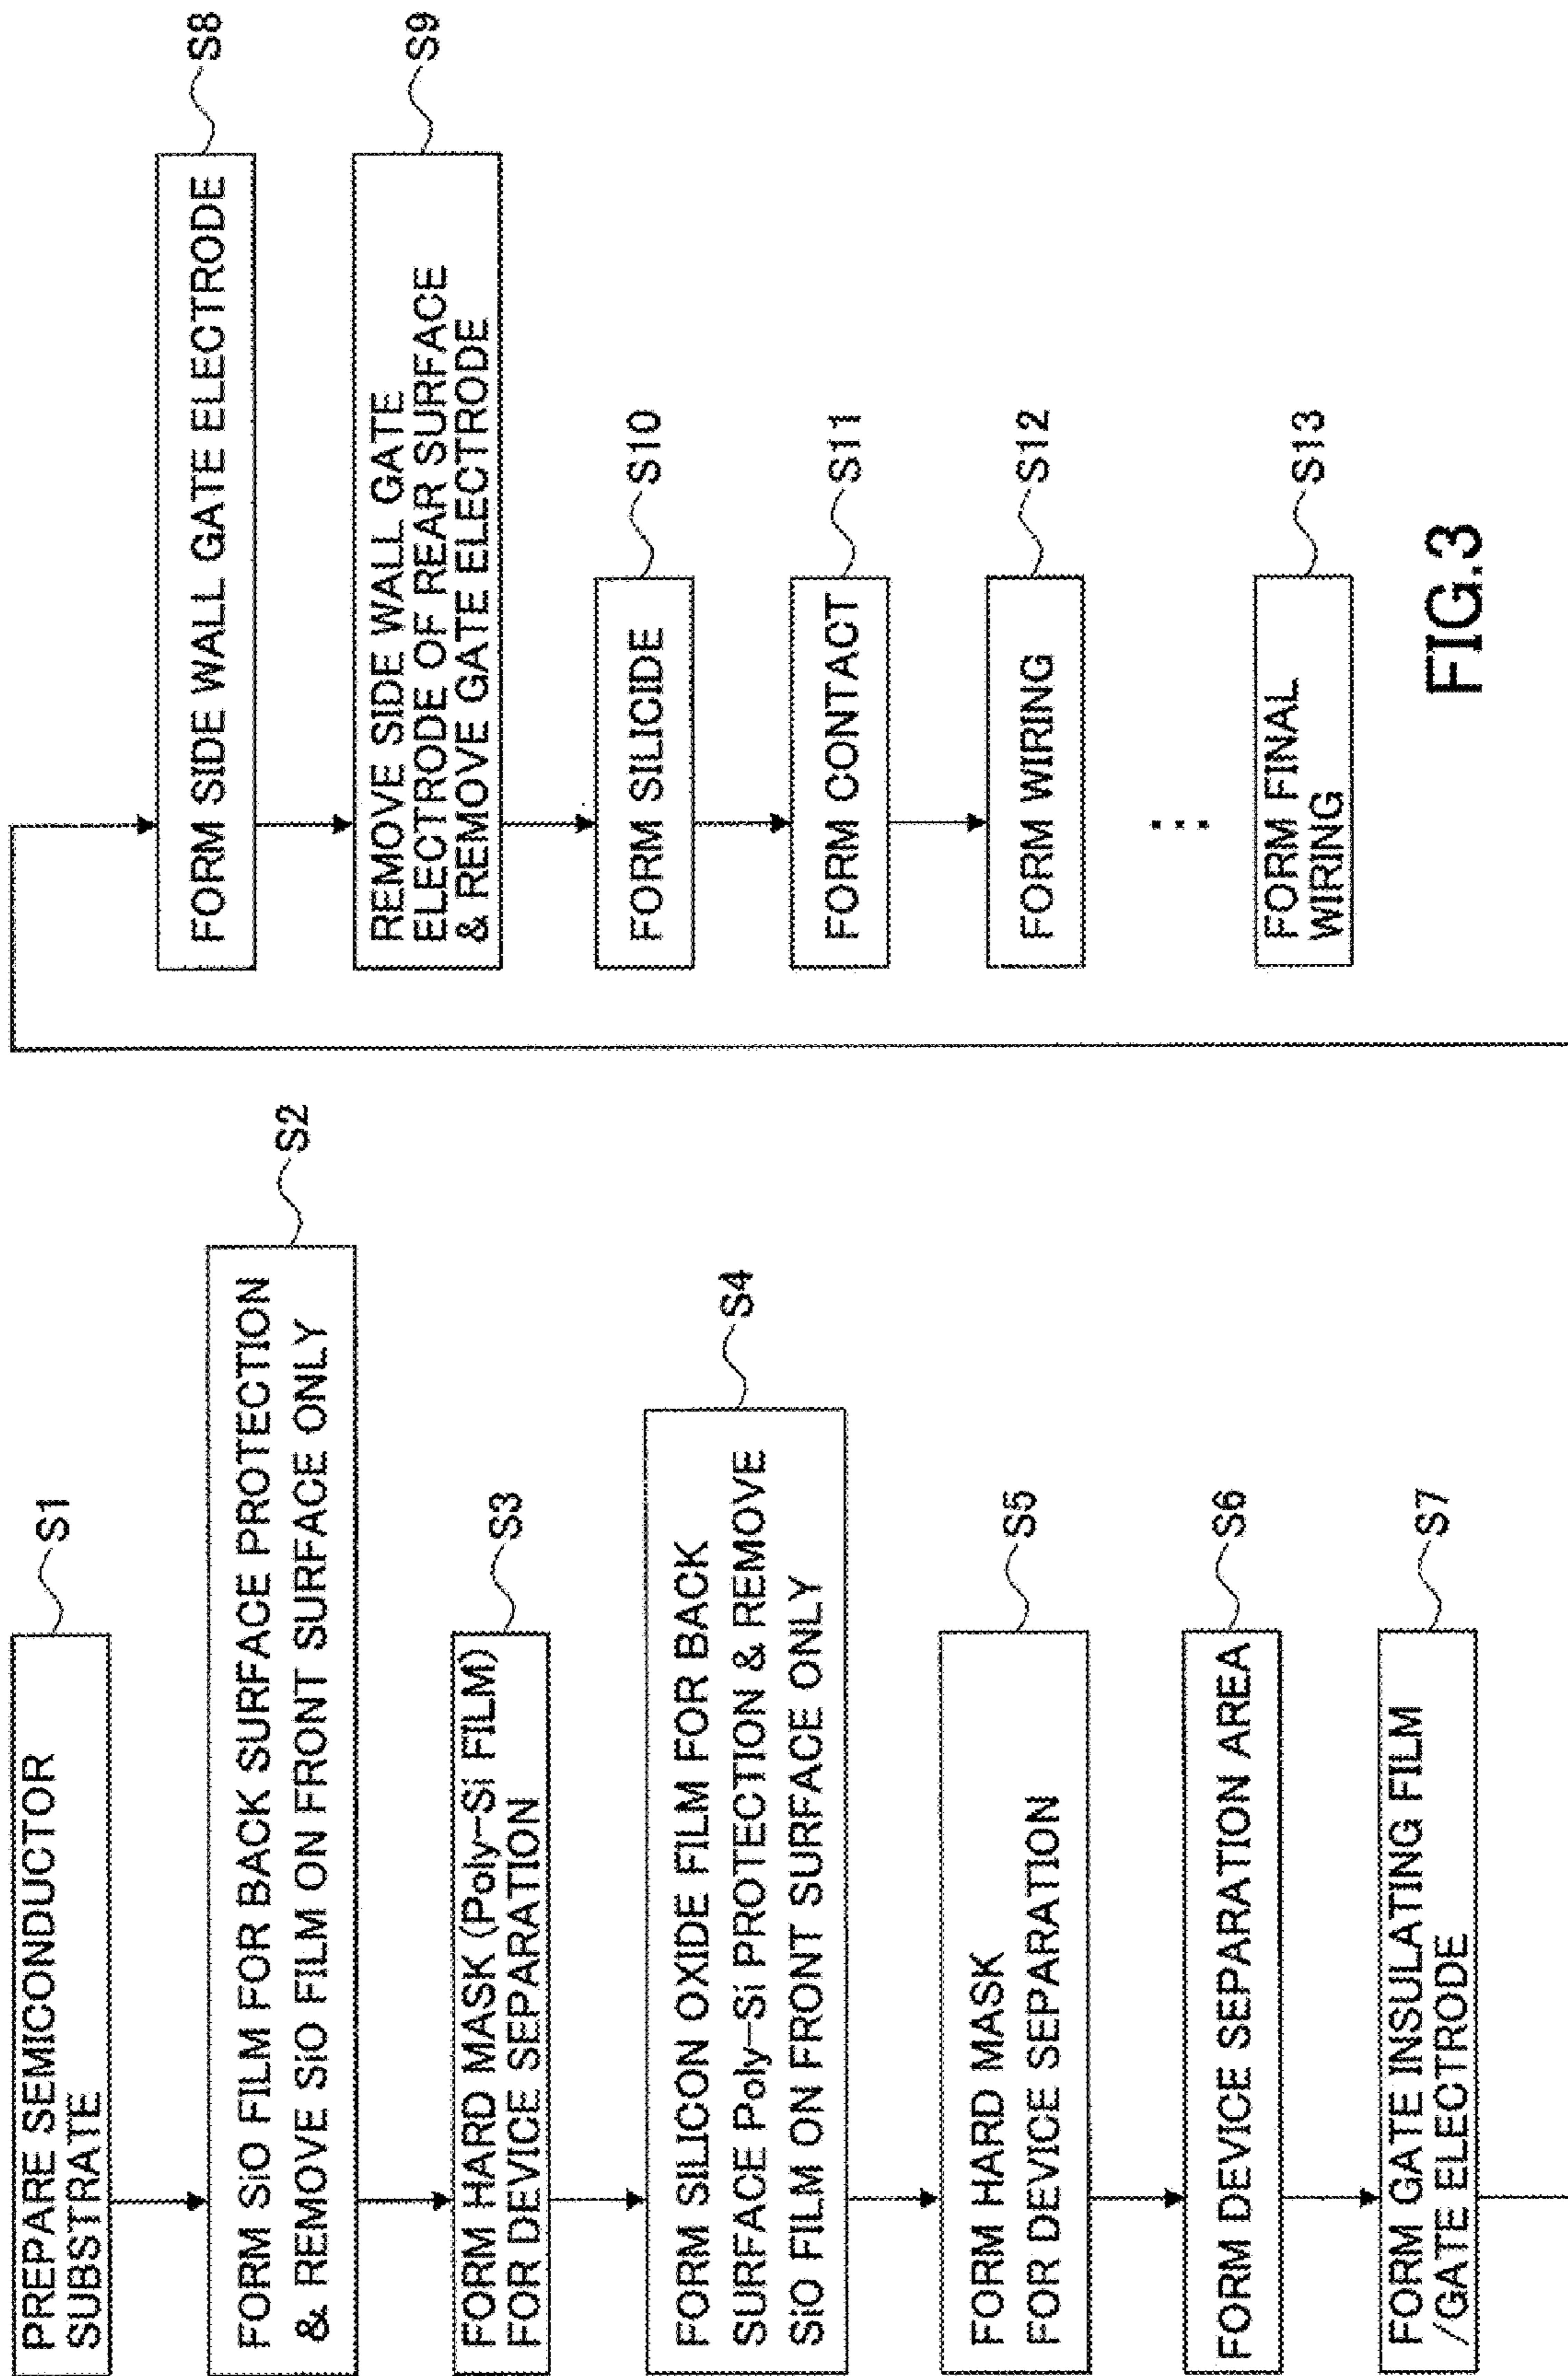 PREPARE SEMICONDUCTOR
SUBSTRATE
S1
FORM SiO FILM FOR BACK SURFACE PROTECTION
& REMOVE SiO FILM ON FRONT SURFACE ONLY
S2
FORM HARD MASK (Poly-Si FILM)
FOR DEVICE SEPARATION
S3
FORM SILICON OXIDE FILM FOR BACK
SURFACE Poly-Si PROTECTION & REMOVE
SiO FILM ON FRONT SURFACE ONLY
S4
FORM HARD MASK
FOR DEVICE SEPARATION
S5
FORM DEVICE SEPARATION AREA
S6
FORM GATE INSULATING FILM
/GATE ELECTRODE
S7
FORM SIDE WALL GATE ELECTRODE
S8
REMOVE SIDE WALL GATE
ELECTRODE OF REAR SURFACE
& REMOVE GATE ELECTRODE
S9
FORM SILICIDE
S10
FORM CONTACT
S11
FORM WIRING
S12
...
FORM FINAL
WIRING
S13
FIG.3